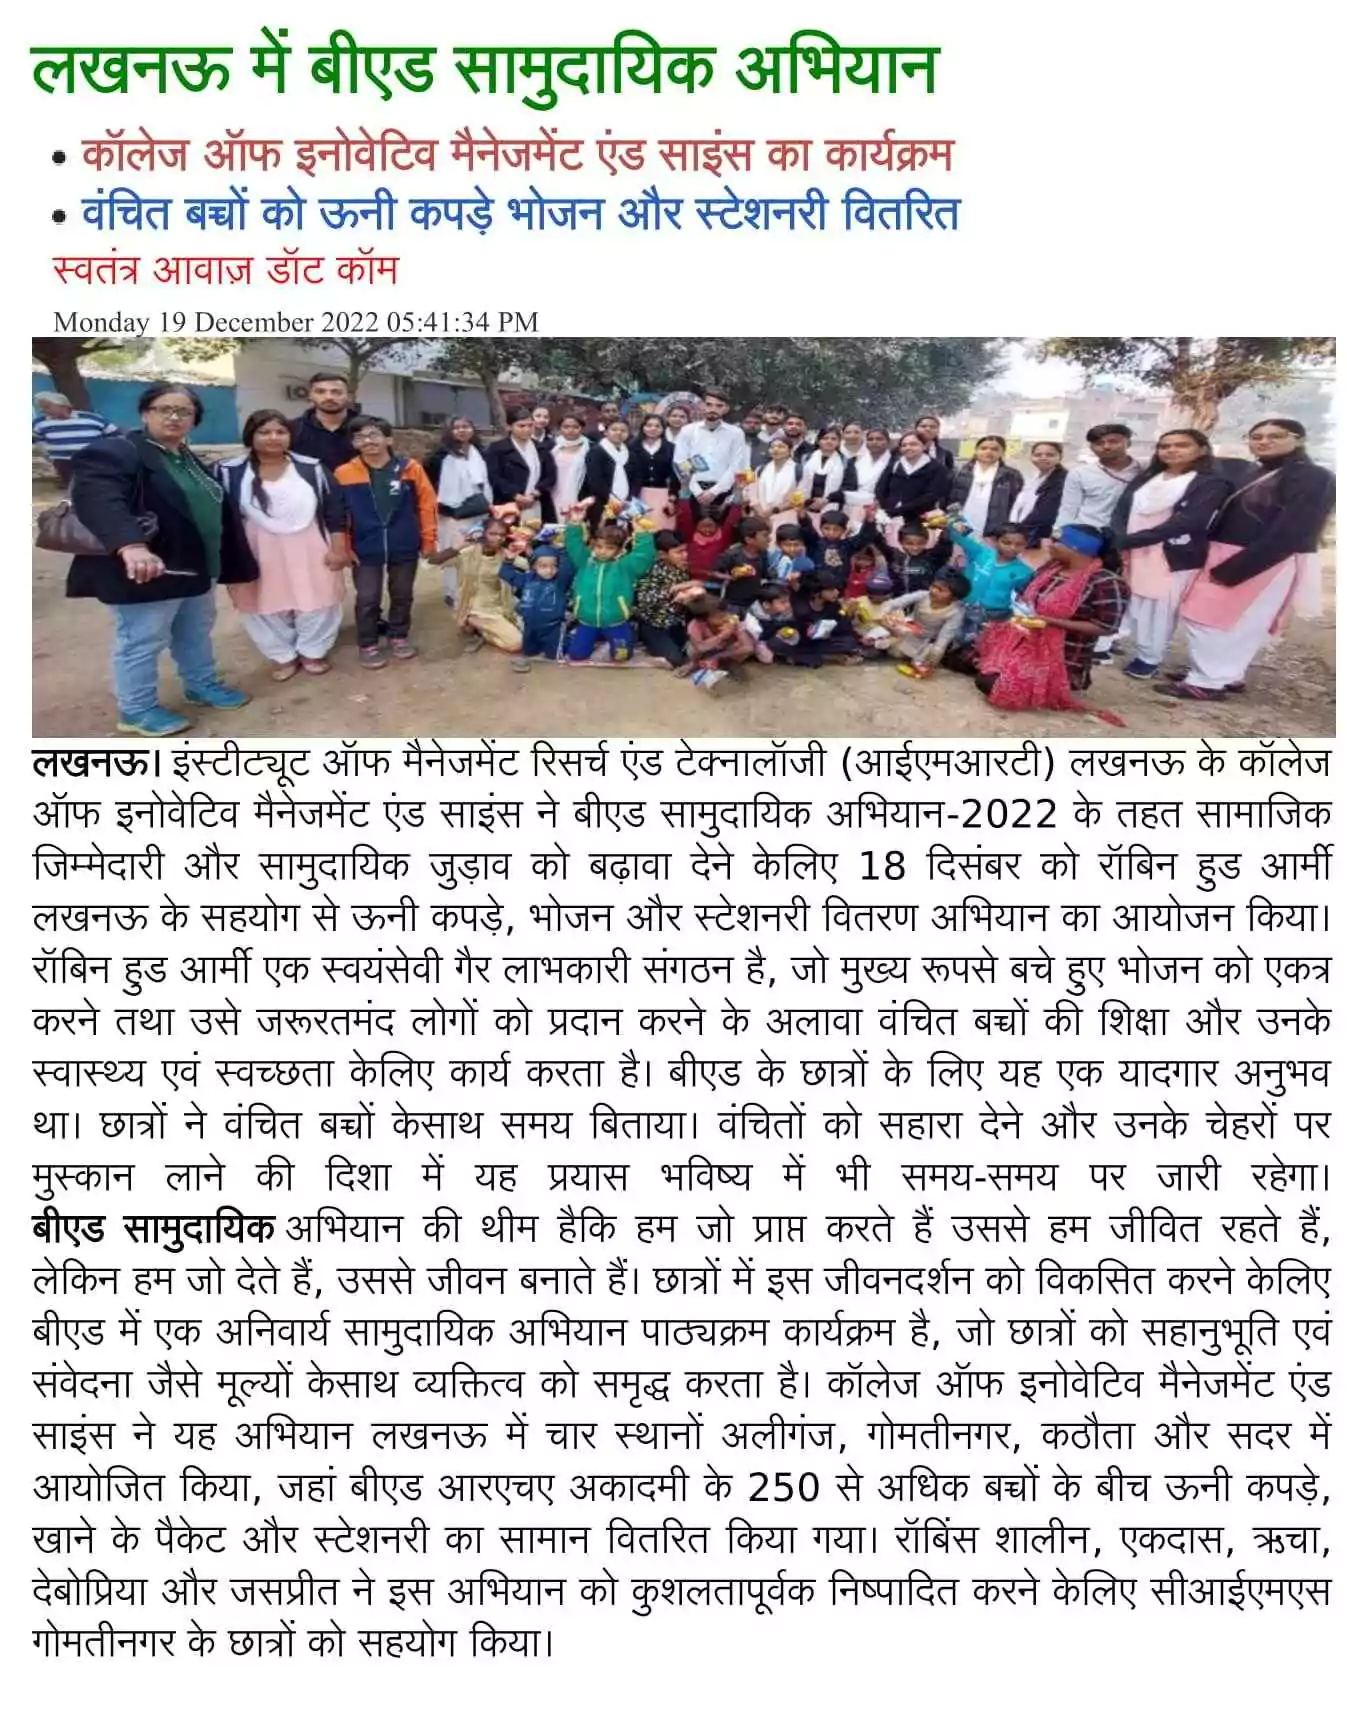 लखनऊ में बीएड सामुदायिक अभियान
• कॉलेज ऑफ इनोवेटिव मैनेजमेंट एंड साइंस का कार्यक्रम
• वंचित बच्चों को ऊनी कपड़े भोजन और स्टेशनरी वितरित
स्वतंत्र आवाज़ डॉट कॉम
Monday 19 December 2022 05:41:34 PM
लखनऊ। इंस्टीट्यूट ऑफ मैनेजमेंट रिसर्च एंड टेक्नालॉजी (आईएमआरटी) लखनऊ के कॉलेज
ऑफ इनोवेटिव मैनेजमेंट एंड साइंस ने बीएड सामुदायिक अभियान-2022 के तहत सामाजिक
जिम्मेदारी और सामुदायिक जुड़ाव को बढ़ावा देने केलिए 18 दिसंबर को रॉबिन हुड आर्मी
लखनऊ के सहयोग से ऊनी कपड़े, भोजन और स्टेशनरी वितरण अभियान का आयोजन किया।
रॉबिन हुड आर्मी एक स्वयंसेवी गैर लाभकारी संगठन है, जो मुख्य रूपसे बचे हुए भोजन को एकत्र
करने तथा उसे जरूरतमंद लोगों को प्रदान करने के अलावा वंचित बच्चों की शिक्षा और उनके
स्वास्थ्य एवं स्वच्छता केलिए कार्य करता है। बीएड के छात्रों के लिए यह एक यादगार अनुभव
था। छात्रों ने वंचित बच्चों केसाथ समय बिताया। वंचितों को सहारा देने और उनके चेहरों पर
मुस्कान लाने की दिशा में यह प्रयास भविष्य में भी समय-समय पर जारी रहेगा।
बीएड सामुदायिक अभियान की थीम हैकि हम जो प्राप्त करते हैं उससे हम जीवित रहते हैं,
लेकिन हम जो देते हैं, उससे जीवन बनाते हैं। छात्रों में इस जीवनदर्शन को विकसित करने केलिए
बीएड में एक अनिवार्य सामुदायिक अभियान पाठ्यक्रम कार्यक्रम है, जो छात्रों को सहानुभूति एवं
संवेदना जैसे मूल्यों केसाथ व्यक्तित्व को समृद्ध करता है। कॉलेज ऑफ इनोवेटिव मैनेजमेंट एंड
साइंस ने यह अभियान लखनऊ में चार स्थानों अलीगंज, गोमतीनगर, कठौता और सदर में
आयोजित किया, जहां बीएड आरएचए अकादमी के 250 से अधिक बच्चों के बीच ऊनी कपड़े,
खाने के पैकेट और स्टेशनरी का सामान वितरित किया गया। रॉबिंस शालीन, एकदास, ऋचा,
देबोप्रिया और जसप्रीत ने इस अभियान को कुशलतापूर्वक निष्पादित करने केलिए सीआईएमएस
गोमतीनगर के छात्रों को सहयोग किया।